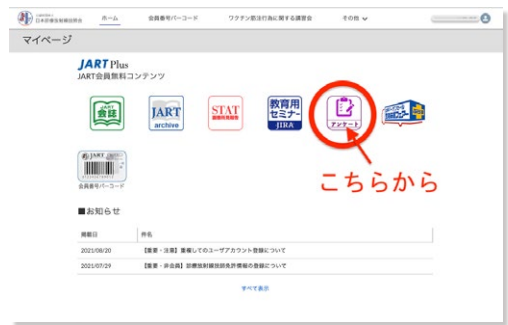 日本診療放射線技師会
ホーム
会員番号バーコード
ワクチン筋注行為に関する講習会
その他
マイページ
JART Plus
JART会員無料コンテンツ
JART
会誌
JART
archive
STAT
教育用
セミナー
JIRA
アンケート
JART
会員番号バーコード
こちらから
■お知らせ
掲載日
件名
2021/08/20
【重要・注意】重複してのユーザアカウント登録について
2021/07/29
【重要・非会員】診療放射線技師免許情報の登録について
すべて表示